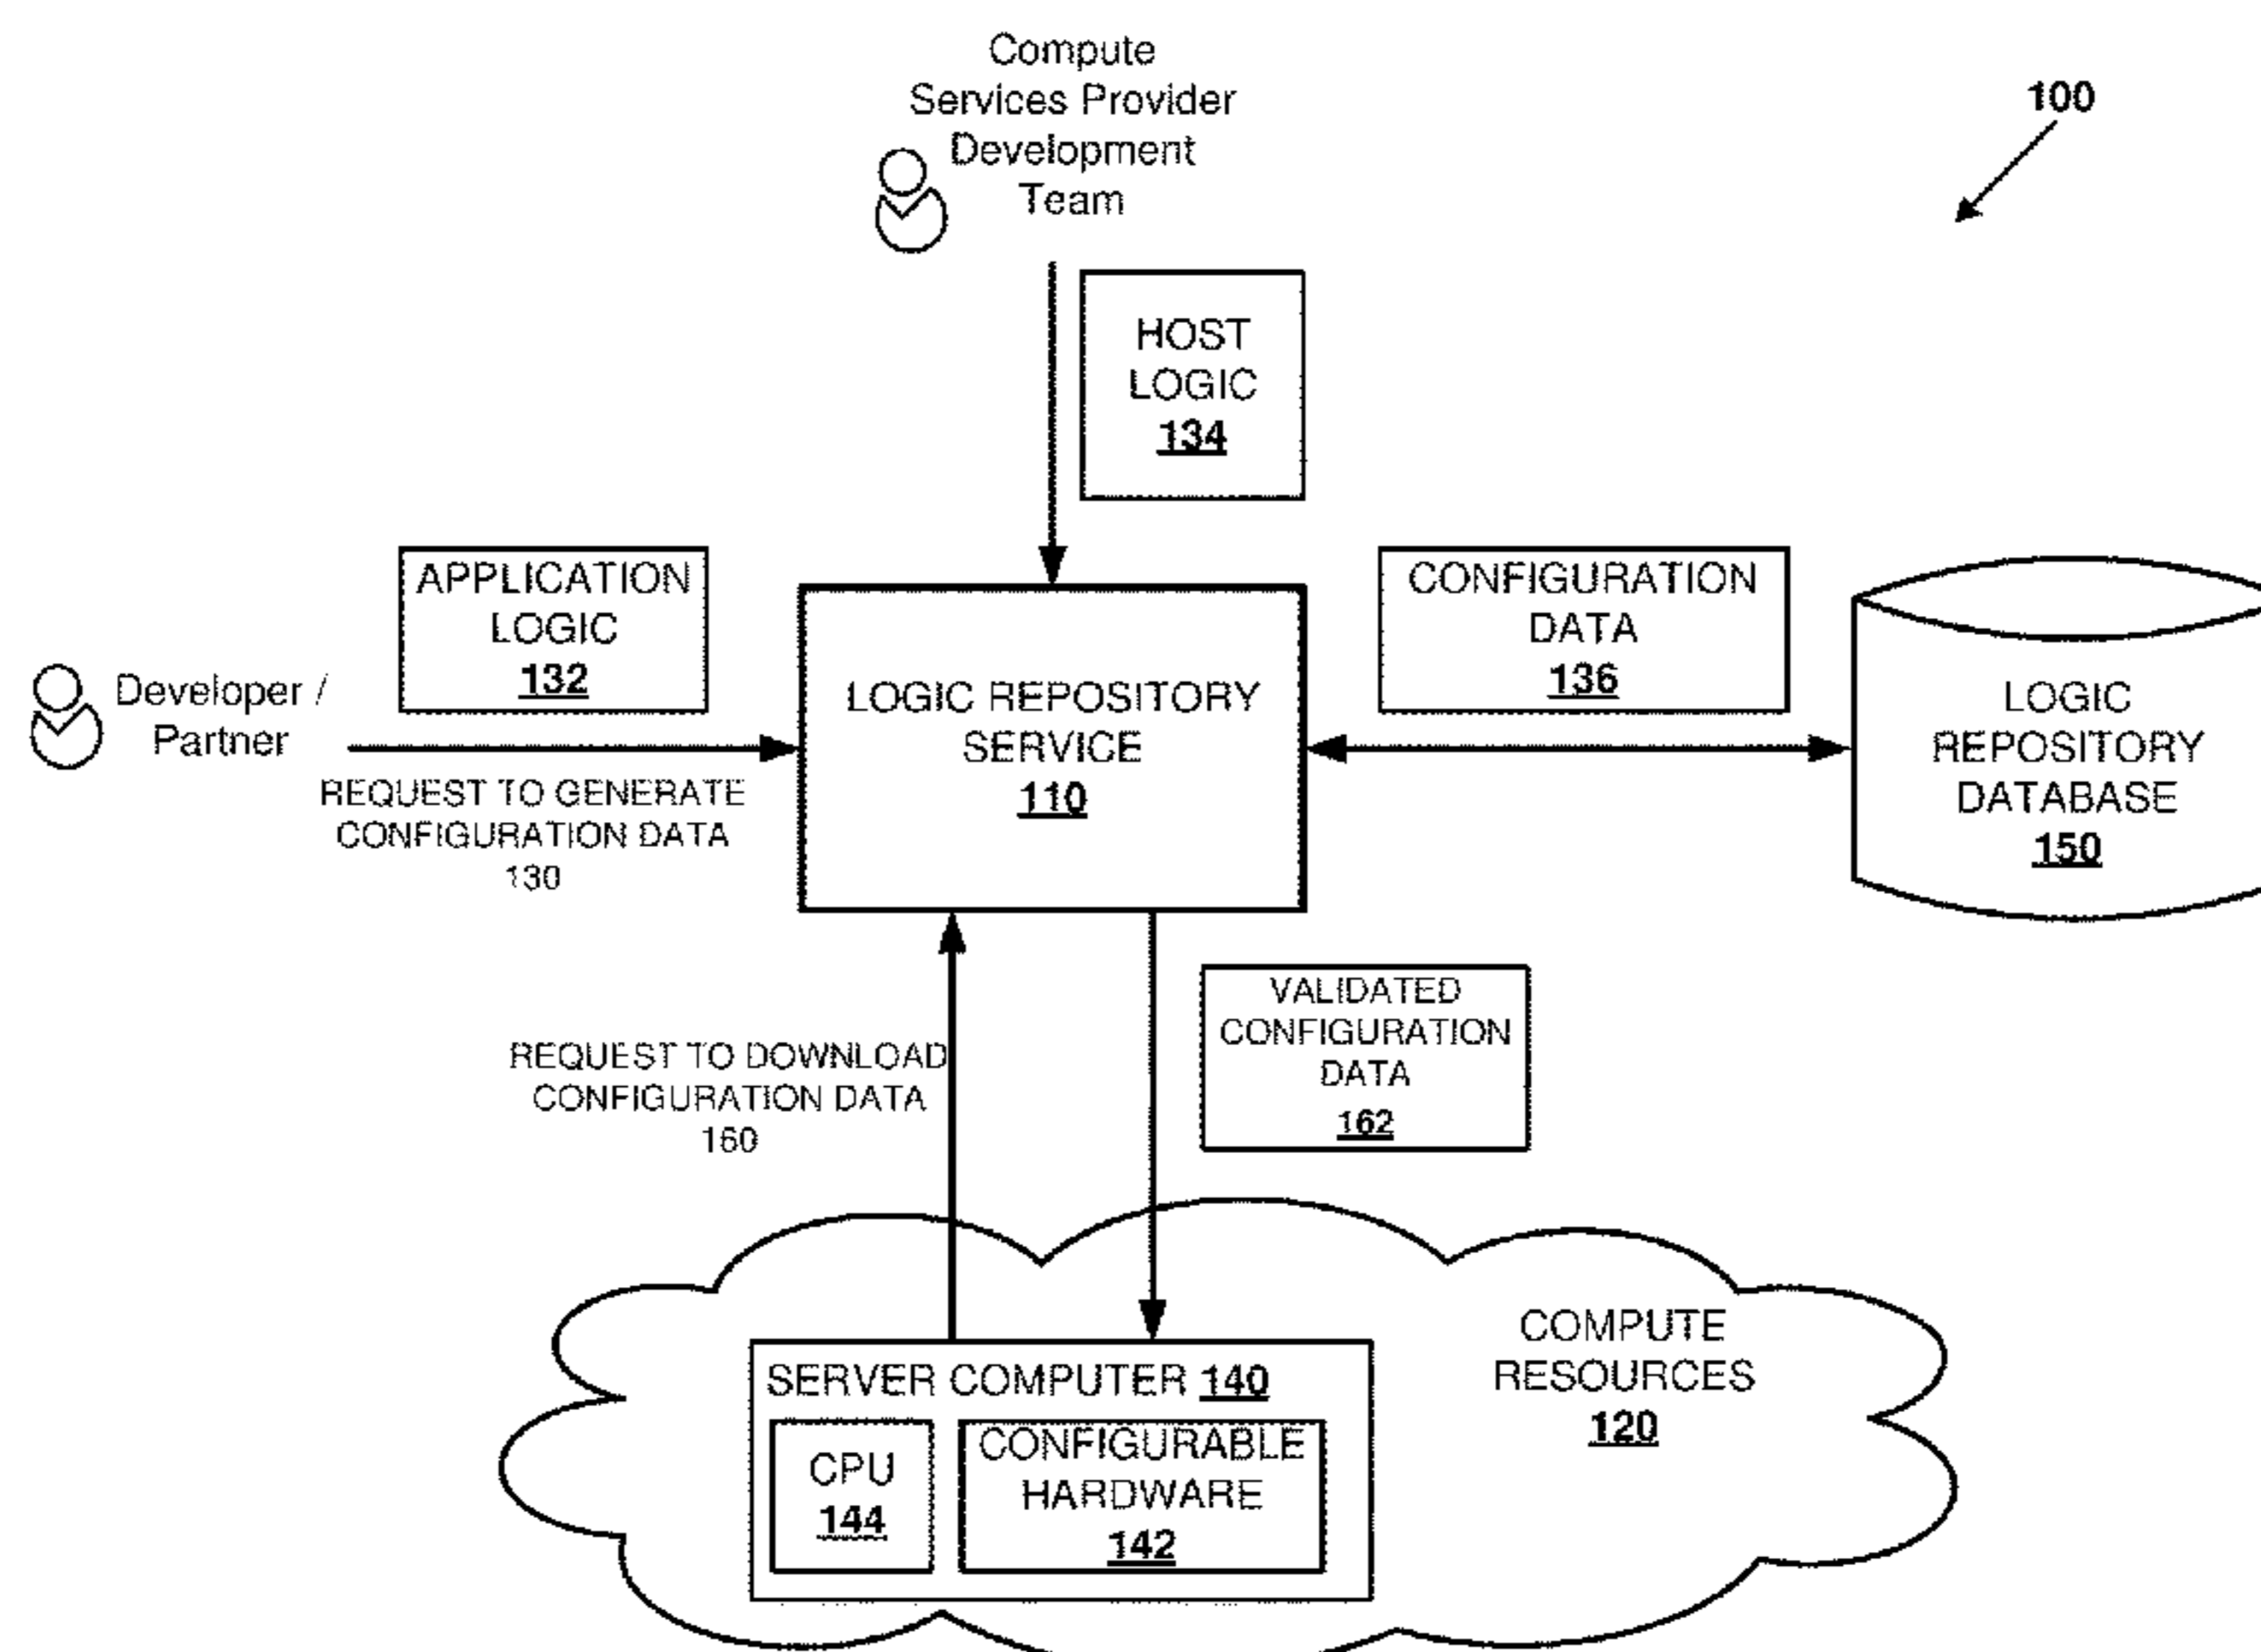 Compute
Services Provider
Development
Team
100
HOST
LOGIC
134
APPLICATION
LOGIC
132
CONFIGURATION
DATA
136
Developer /
Partner
LOGIC REPOSITORY
SERVICE
110
LOGIC
REPOSITORY
DATABASE
150
REQUEST TO GENERATE
CONFIGURATION DATA
130
VALIDATED
CONFIGURATION
DATA
162
REQUEST TO DOWNLOAD
CONFIGURATION DATA
160
COMPUTE
RESOURCES
120
SERVER COMPUTER 140
CPU
144
CONFIGURABLE
HARDWARE
142